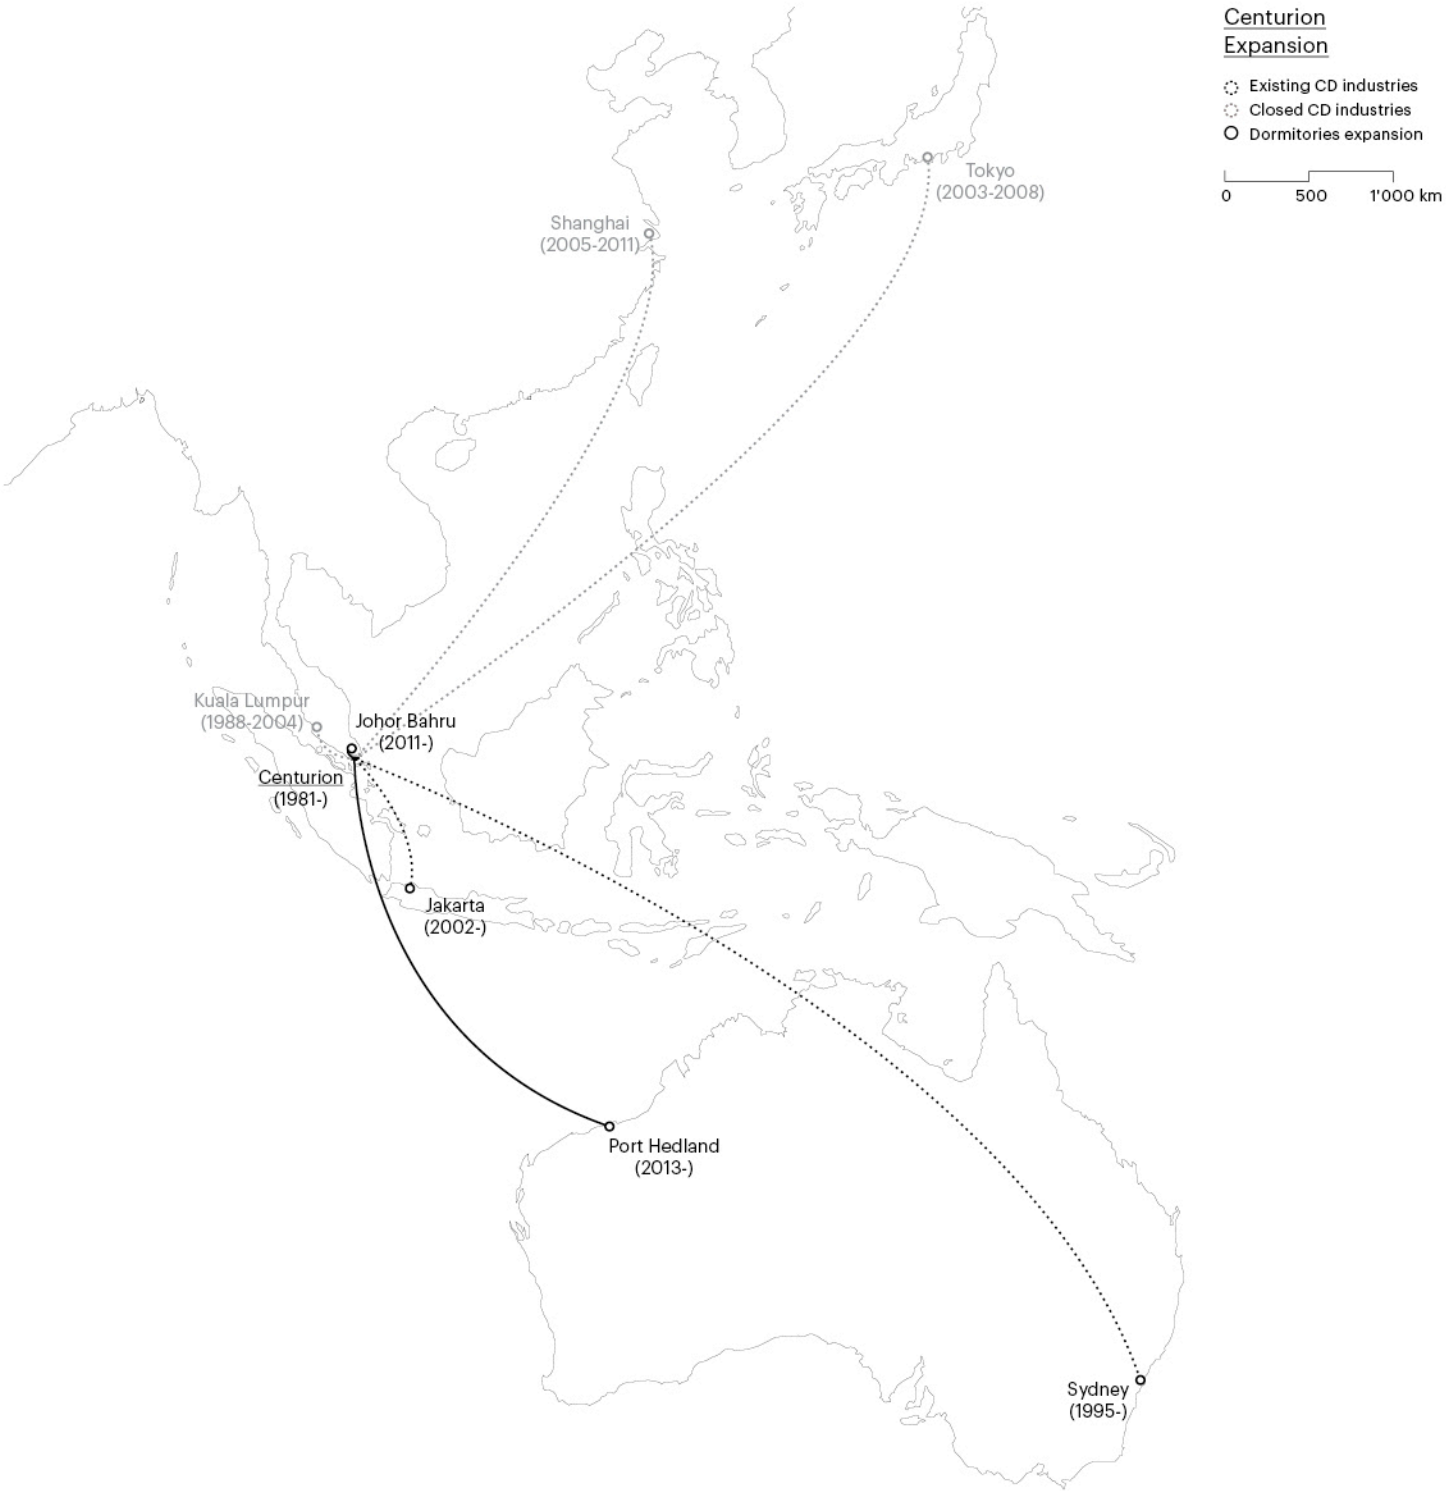 Centurion
Expansion
Existing CD industries
Closed CD industries
Dormitories expansion
0 500 1'000 km
Tokyo
(2003-2008)
Shanghai
(2005-2011)
Kuala Lumpur
(1988-2004)
Johor Bahru
(2011-)
Centurion
(1981-)
Jakarta
(2002-)
Port Hedland
(2013-)
Sydney
(1995-)